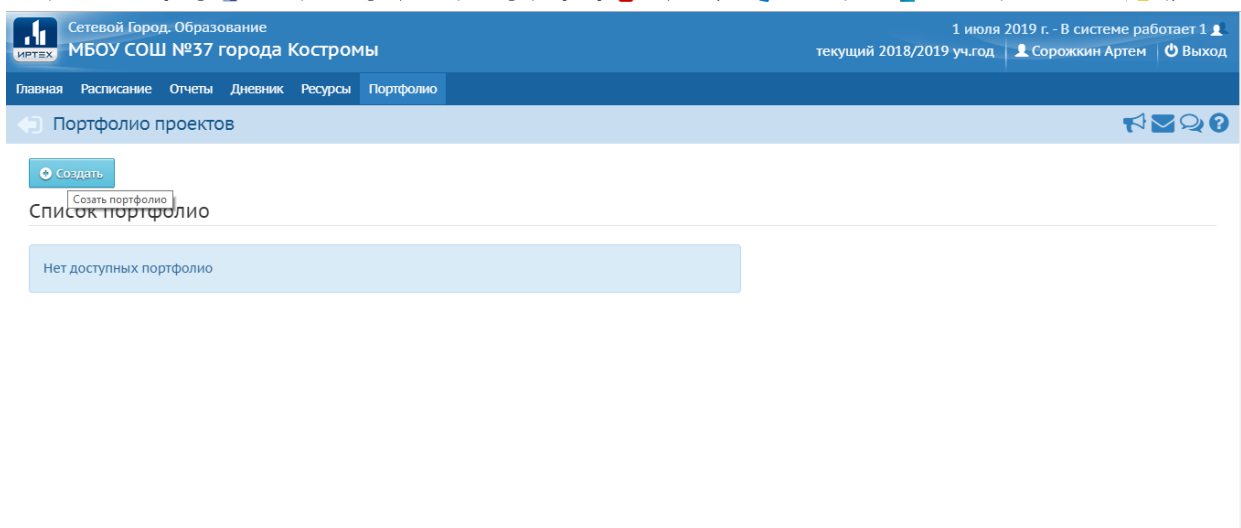 Сетевой Город. Образование
МБОУ СОШ №37 города Костромы
ИРТЕХ
1 июля 2019 г. - В системе работает 1
текущий 2018/2019 уч.год Сорожкин Артем Выход
Главная Расписание Отчеты Дневник Ресурсы Портфолио
Портфолио проектов
Создать
Созать портфолио
Список портфолио
Нет доступных портфолио